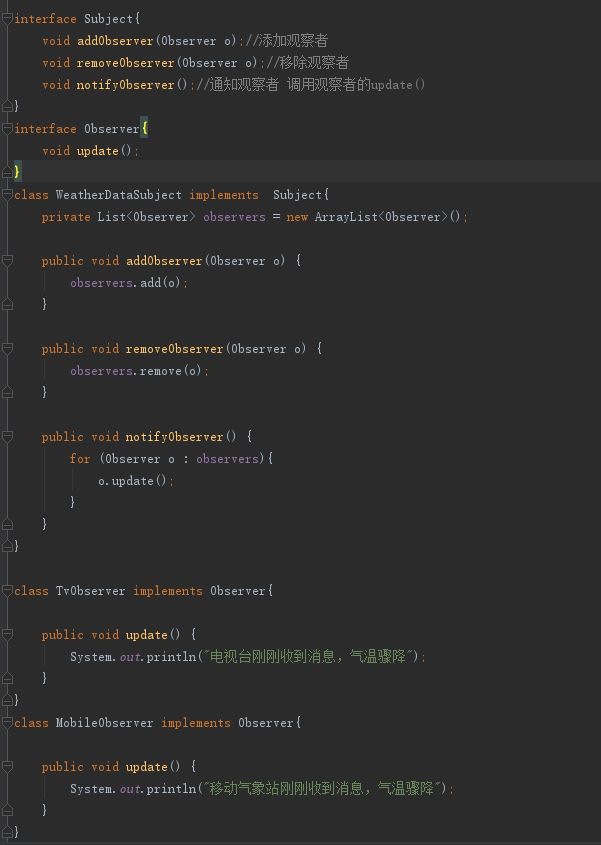 interface Subject{
    void addObserver(Observer o);//添加观察者
    void removeObserver(Observer o);//移除观察者
    void notifyObserver();//通知观察者 调用观察者的update()
}
interface Observer{
    void update();
}
class WeatherDataSubject implements  Subject{
    private List<Observer> observers = new ArrayList<Observer>();
    public void addObserver(Observer o) {
        observers.add(o);
    }
    public void removeObserver(Observer o) {
        observers.remove(o);
    }
    public void notifyObserver() {
        for (Observer o : observers){
            o.update();
        }
    }
}
class TvObserver implements Observer{
    public void update() {
        System.out.println("电视台刚刚收到消息，气温骤降");
    }
}
class MobileObserver implements Observer{
    public void update() {
        System.out.println("移动气象站刚刚收到消息，气温骤降");
    }
}